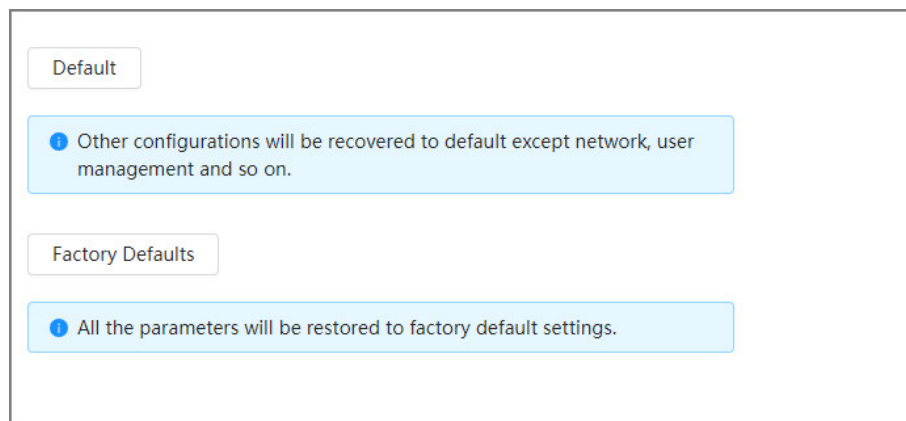 Default
Other configurations will be recovered to default except network, user
management and so on.
Factory Defaults
All the parameters will be restored to factory default settings.